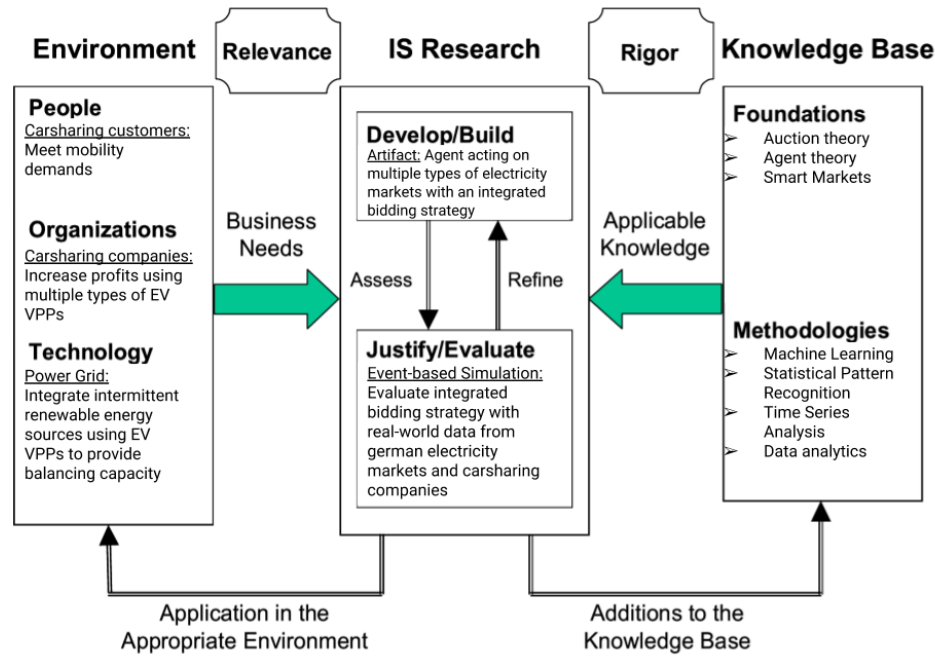 Environment
Relevance
IS Research
Rigor
Knowledge Base
People
Carsharing customers:
Meet mobility
demands
Organizations
Carsharing companies:
Increase profits using
multiple types of EV
VPPs
Technology
Power Grid:
Integrate intermittent
renewable energy
sources using EV
VPPs to provide
balancing capacity
Business
Needs
Develop/Build
Artifact: Agent acting on
multiple types of electricity
markets with an integrated
bidding strategy
Assess
Refine
Justify/Evaluate
Event-based Simulation:
Evaluate integrated
bidding strategy with
real-world data from
german electricity
markets and carsharing
companies
Applicable
Knowledge
Foundations
➢ Auction theory
➢ Agent theory
➢ Smart Markets
Methodologies
➢ Machine Learning
➢ Statistical Pattern
Recognition
➢ Time Series
Analysis
➢ Data analytics
Application in the
Appropriate Environment
Additions to the
Knowledge Base